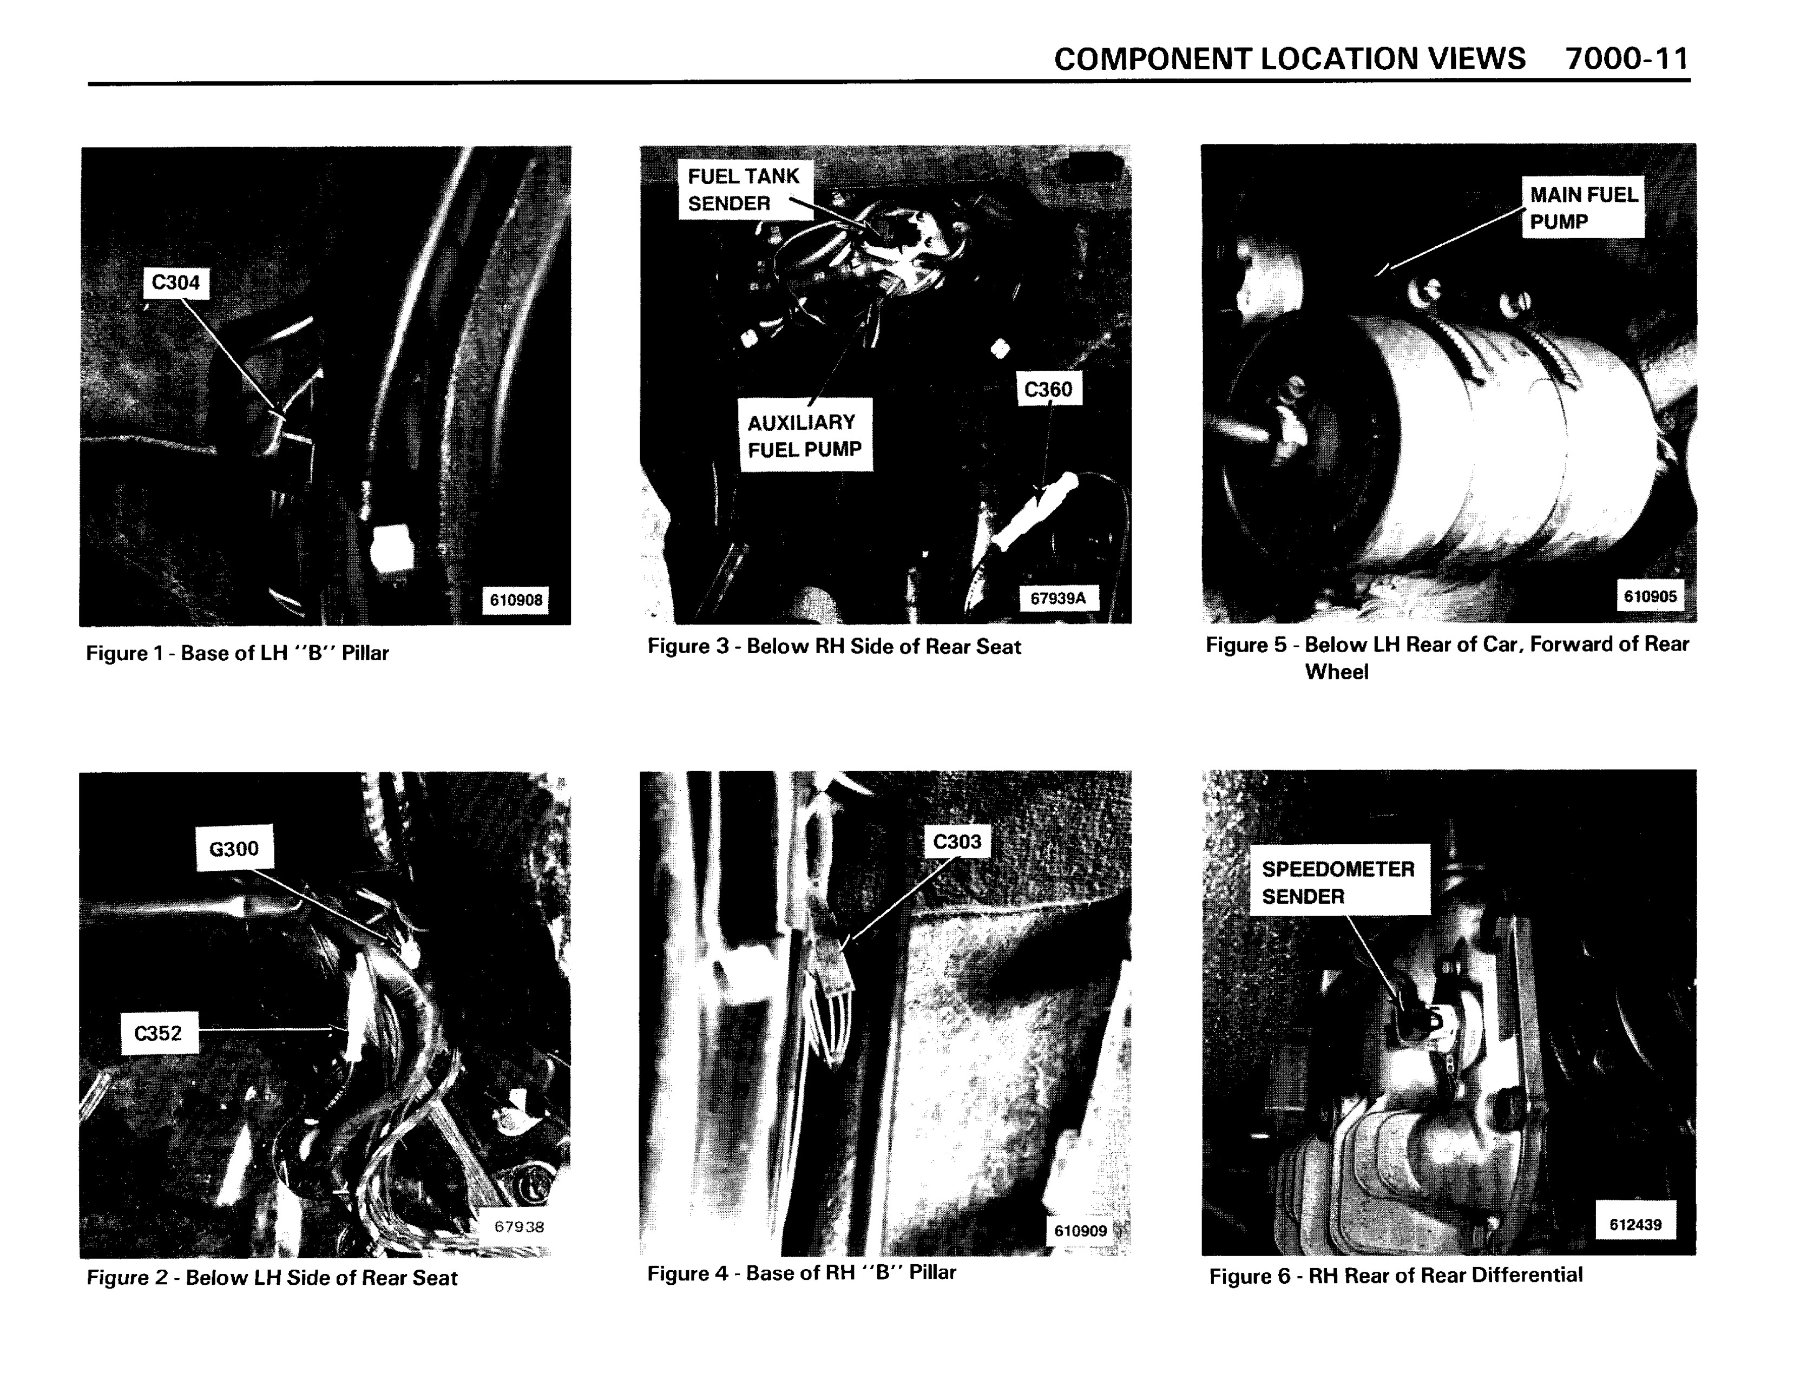 COMPONENT LOCATION VIEWS 7000-11
C304
610908
Figure 1 - Base of LH "B" Pillar
FUEL TANK
SENDER
AUXILIARY
FUEL PUMP
C360
67939A
Figure 3 - Below RH Side of Rear Seat
MAIN FUEL
PUMP
610905
Figure 5 - Below LH Rear of Car, Forward of Rear
Wheel
G300
C352
67938
Figure 2 - Below LH Side of Rear Seat
C303
610909
Figure 4 - Base of RH "B" Pillar
SPEEDOMETER
SENDER
612439
Figure 6 - RH Rear of Rear Differential